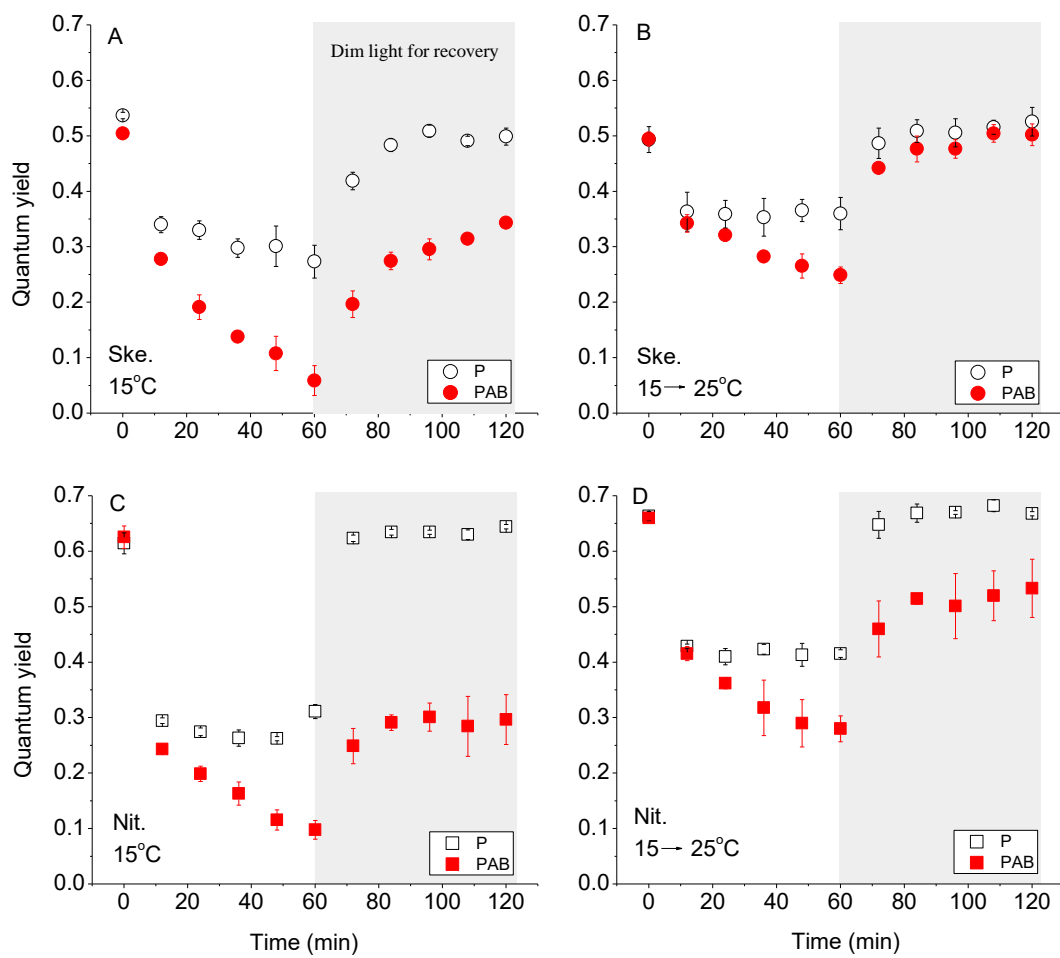 A
Dim light for recovery
Quantum yield
0.7
0.6
0.5
0.4
0.3
0.2
0.1
0.0
Ske.
15°C
P
PAB
0 20 40 60 80 100 120
B
0.7
0.6
0.5
0.4
0.3
0.2
0.1
0.0
Ske.
15→25°C
P
PAB
0 20 40 60 80 100 120
C
Quantum yield
0.7
0.6
0.5
0.4
0.3
0.2
0.1
0.0
Nit.
15°C
P
PAB
0 20 40 60 80 100 120
Time (min)
D
0.7
0.6
0.5
0.4
0.3
0.2
0.1
0.0
Nit.
15→25°C
P
PAB
0 20 40 60 80 100 120
Time (min)